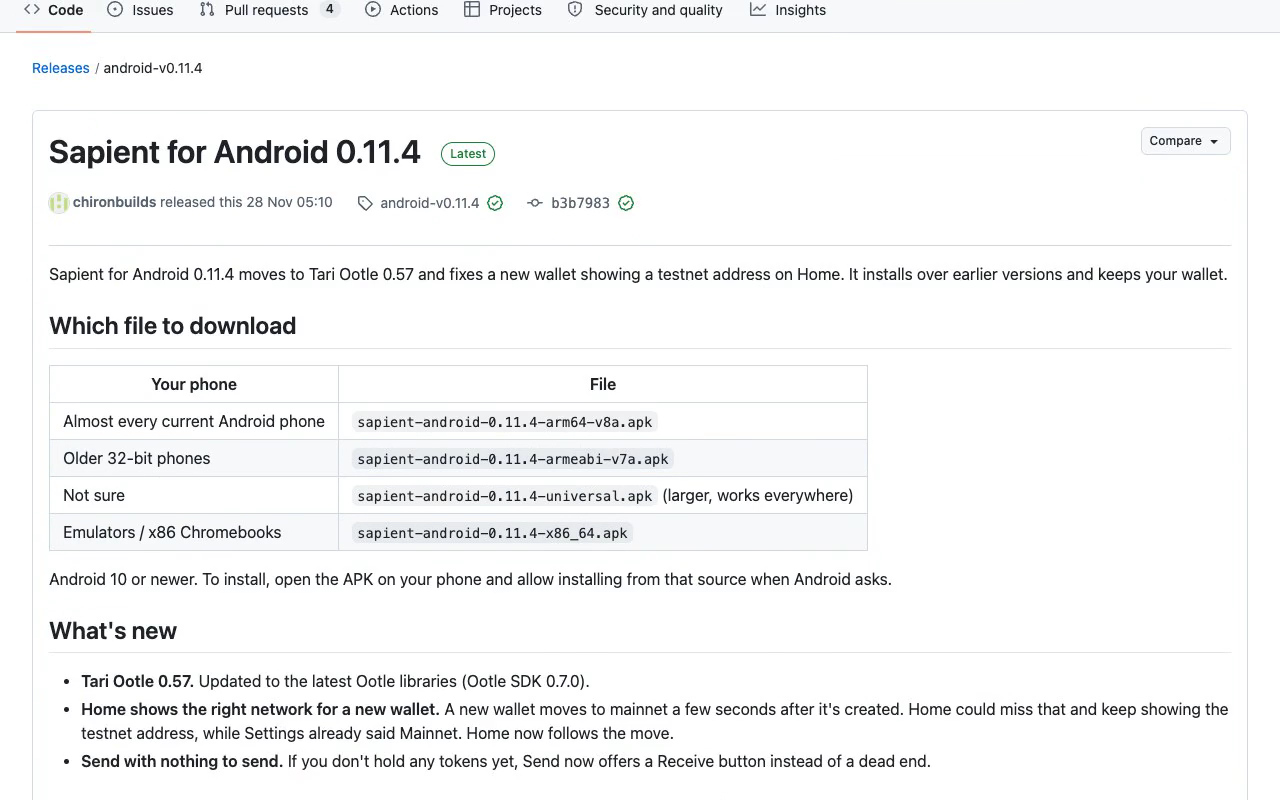 Code Issues Pull requests 4 Actions Projects Security and quality Insights
Releases / android-v0.11.4
Sapient for Android 0.11.4 Latest Compare
chironbuilds released this 28 Nov 05:10 android-v0.11.4 b3b7983
Sapient for Android 0.11.4 moves to Tari Ootle 0.57 and fixes a new wallet showing a testnet address on Home. It installs over earlier versions and keeps your wallet.
Which file to download
Your phone File
Almost every current Android phone sapient-android-0.11.4-arm64-v8a.apk
Older 32-bit phones sapient-android-0.11.4-armeabi-v7a.apk
Not sure sapient-android-0.11.4-universal.apk (larger, works everywhere)
Emulators / x86 Chromebooks sapient-android-0.11.4-x86_64.apk
Android 10 or newer. To install, open the APK on your phone and allow installing from that source when Android asks.
What's new
• Tari Ootle 0.57. Updated to the latest Ootle libraries (Ootle SDK 0.7.0).
• Home shows the right network for a new wallet. A new wallet moves to mainnet a few seconds after it's created. Home could miss that and keep showing the
testnet address, while Settings already said Mainnet. Home now follows the move.
• Send with nothing to send. If you don't hold any tokens yet, Send now offers a Receive button instead of a dead end.